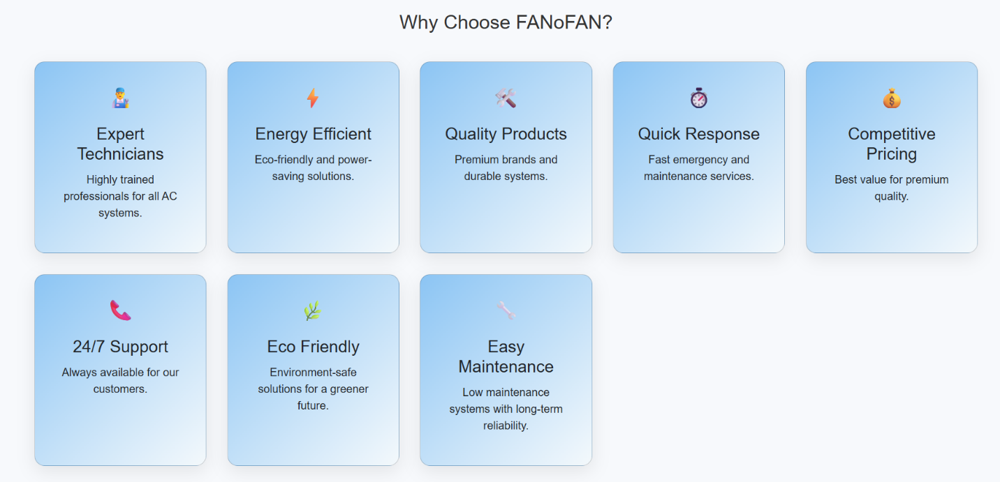 Why Choose FANoFAN?
Expert
Technicians
Highly trained
professionals for all AC
systems.
Energy Efficient
Eco-friendly and power-
saving solutions.
Quality Products
Premium brands and
durable systems.
Quick Response
Fast emergency and
maintenance services.
Competitive
Pricing
Best value for premium
quality.
24/7 Support
Always available for our
customers.
Eco Friendly
Environment-safe
solutions for a greener
future.
Easy
Maintenance
Low maintenance
systems with long-term
reliability.